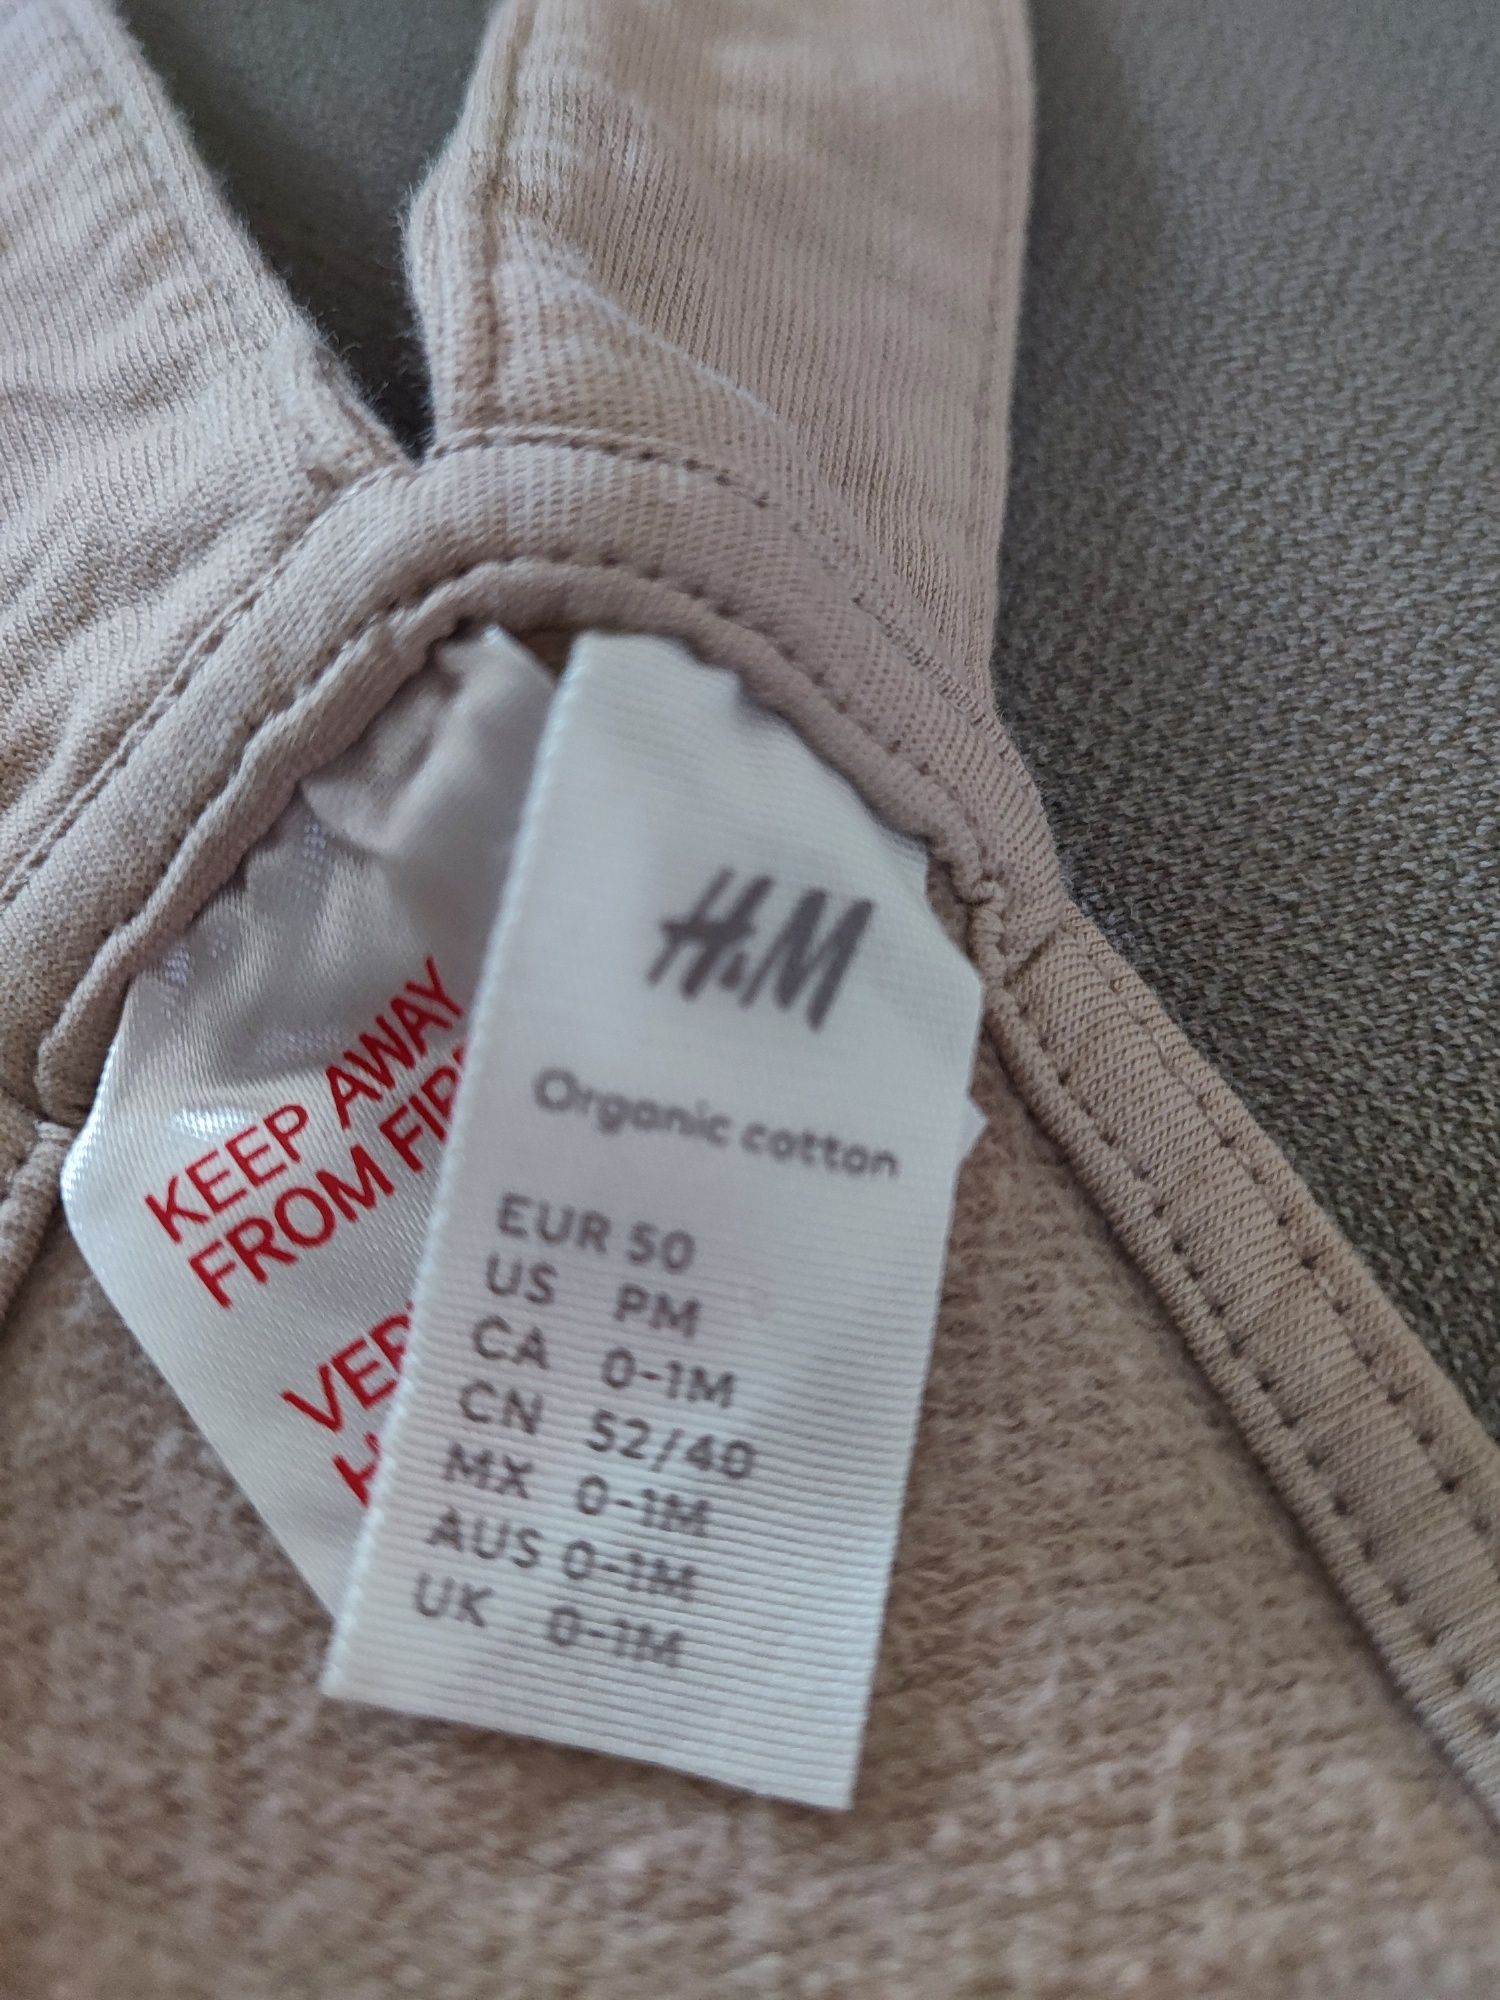 H&M
Organic cotton
EUR 50
US PM
CA 0-1M
CN 52/40
MX 0-1M
AUS 0-1M
UK 0-1M
KEEP AWAY
FROM